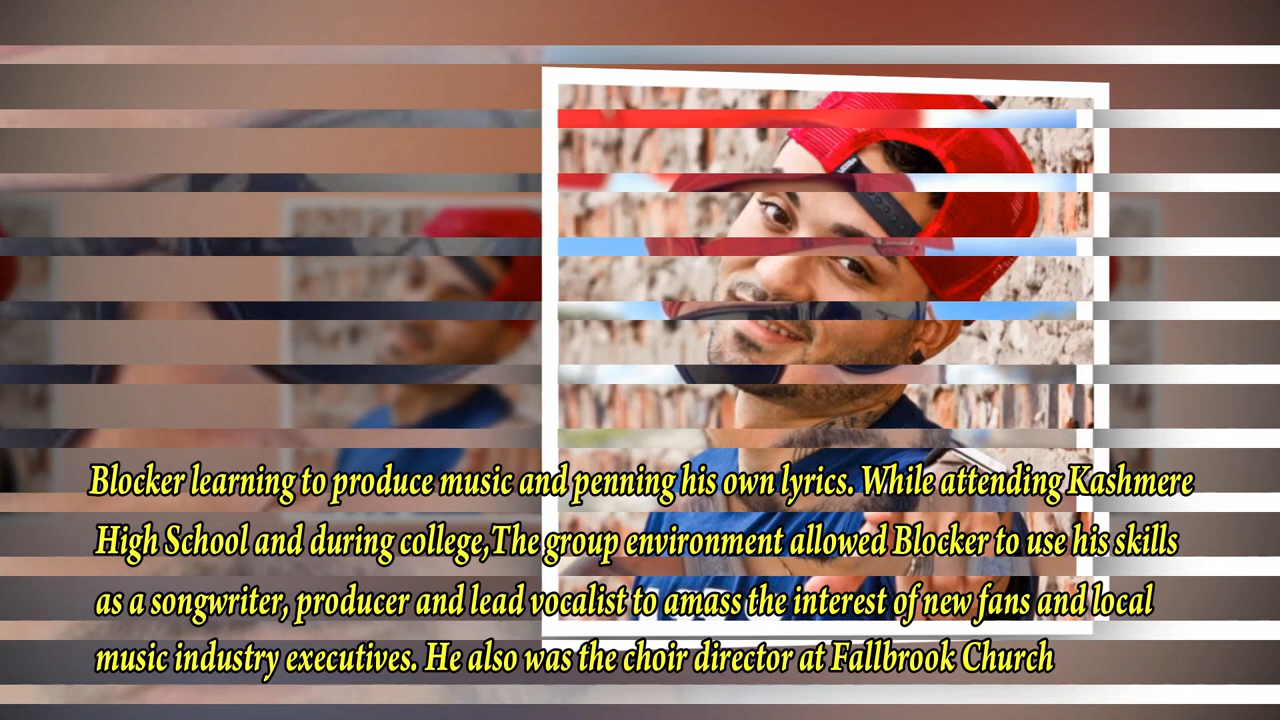 Blocker learning to produce music and penning his own lyrics. While attending Kashmere
High School and during college,The group environment allowed Blocker to use his skills
as a songwriter, producer and lead vocalist to amass the interest of new fans and local
music industry executives. He also was the choir director at Fallbrook Church